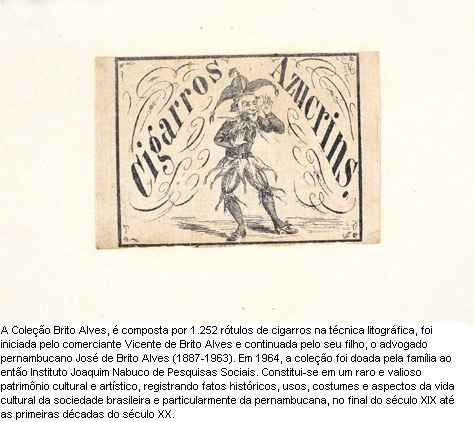 Cigarros Azucrins.
A Coleção Brito Alves, é composta por 1.252 rótulos de cigarros na técnica litográfica, foi
iniciada pelo comerciante Vicente de Brito Alves e continuada pelo seu filho, o advogado
pernambucano José de Brito Alves (1887-1963). Em 1964, a coleção foi doada pela família ao
então Instituto Joaquim Nabuco de Pesquisas Sociais. Constitui-se em um raro e valioso
patrimônio cultural e artístico, registrando fatos históricos, usos, costumes e aspectos da vida
cultural da sociedade brasileira e particularmente da pernambucana, no final do século XIX até
as primeiras décadas do século XX.